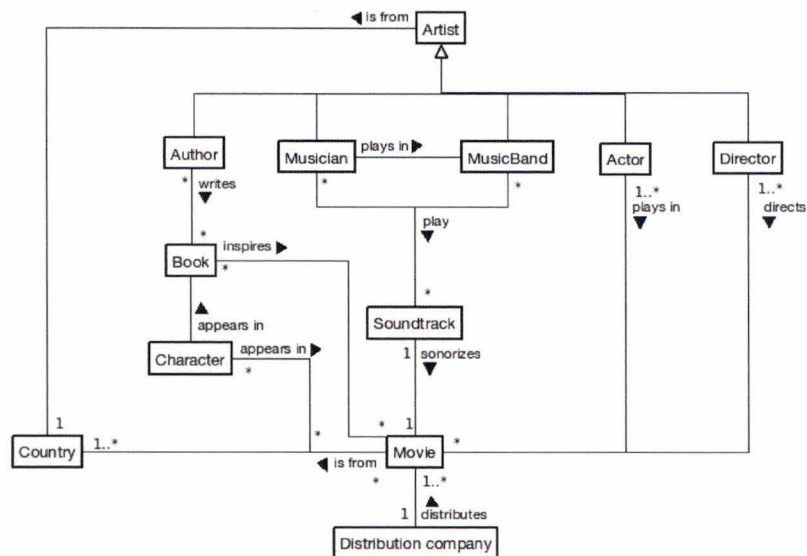 ◀ is from
Artist
Author
Musician
plays in ▶
MusicBand
Actor
Director
*
writes
▼
*
*
1..*
plays in
▼
1..*
directs
▼
play
▼
*
Book
inspires ▶
*
*
▲
appears in
Soundtrack
1
sonorizes
▼
Character
appears in ▶
*
1
Country
1..*
*
*
1
Movie
*
◀ is from
*
1..*
▲
1
distributes
Distribution company